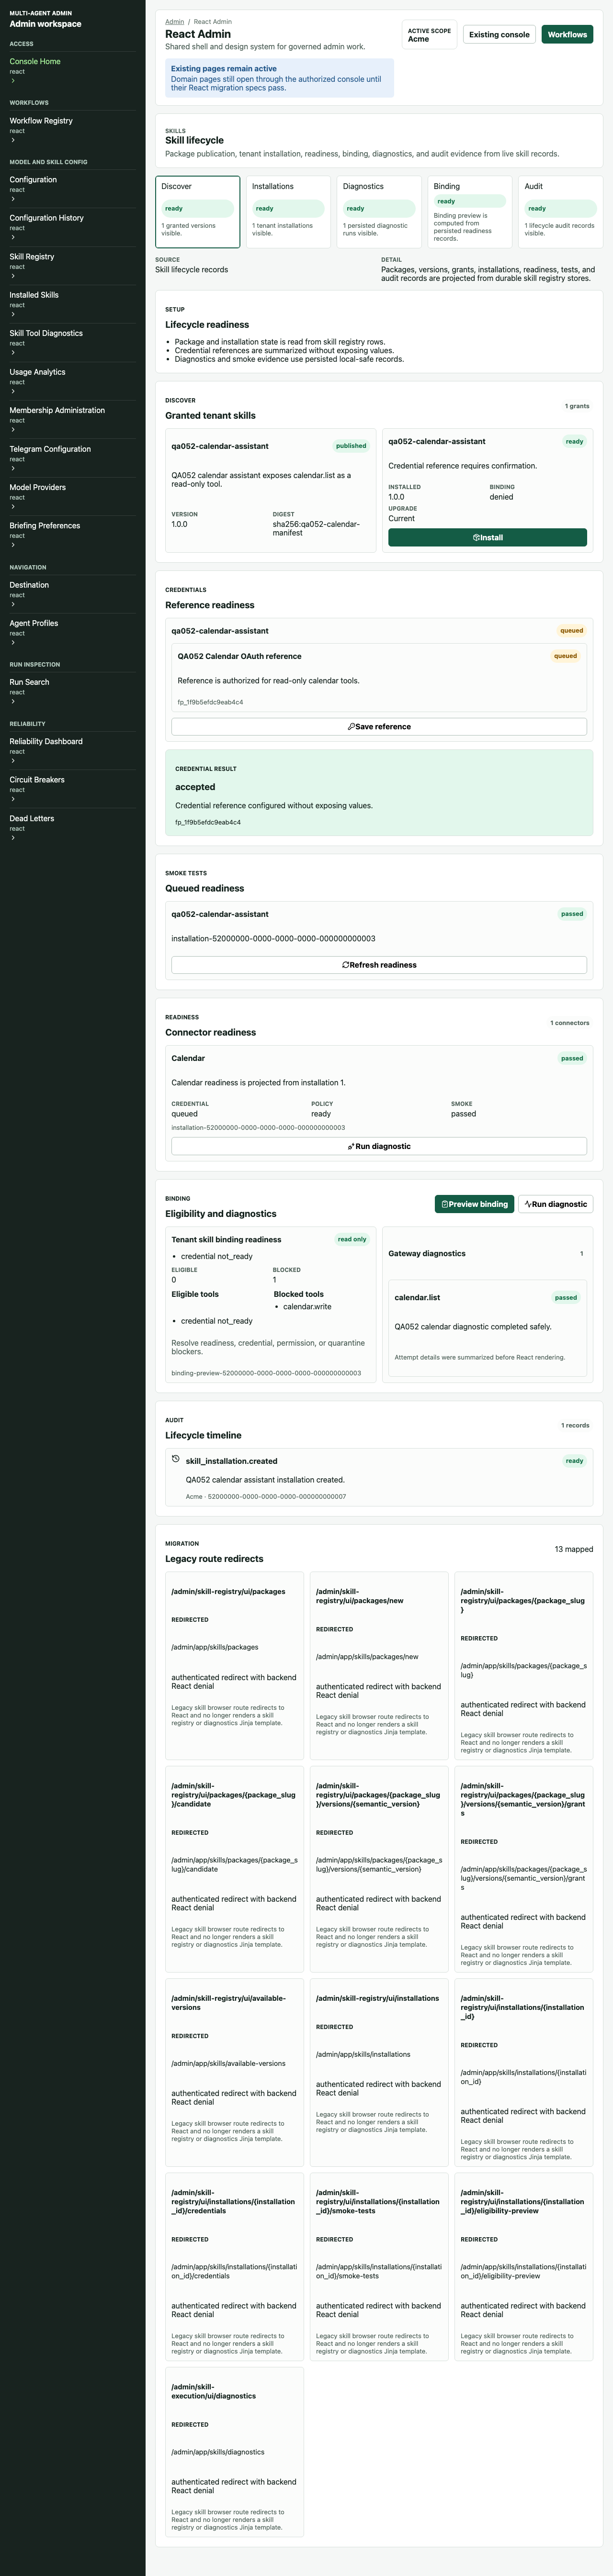 MULTI-AGENT ADMIN
Admin workspace
ACCESS
Console Home
react
WORKFLOWS
Workflow Registry
react
MODEL AND SKILL CONFIG
Configuration
react
Configuration History
react
Skill Registry
react
Installed Skills
react
Skill Tool Diagnostics
react
Usage Analytics
react
Membership Administration
react
Telegram Configuration
react
Model Providers
react
Briefing Preferences
react
NAVIGATION
Destination
react
Agent Profiles
react
RUN INSPECTION
Run Search
react
RELIABILITY
Reliability Dashboard
react
Circuit Breakers
react
Dead Letters
react
Admin / React Admin
React Admin
Shared shell and design system for governed admin work.
Existing pages remain active
Domain pages still open through the authorized console until
their React migration specs pass.
ACTIVE SCOPE
Acme
Existing console
Workflows
SKILLS
Skill lifecycle
Package publication, tenant installation, readiness, binding, diagnostics, and audit evidence from live skill records.
Discover
ready
1 granted versions
visible.
Installations
ready
1 tenant installations
visible.
Diagnostics
ready
1 persisted diagnostic
runs visible.
Binding
ready
Binding preview is
computed from
persisted readiness
records.
Audit
ready
1 lifecycle audit records
visible.
SOURCE
Skill lifecycle records
DETAIL
Packages, versions, grants, installations, readiness, tests, and
audit records are projected from durable skill registry stores.
SETUP
Lifecycle readiness
• Package and installation state is read from skill registry rows.
• Credential references are summarized without exposing values.
• Diagnostics and smoke evidence use persisted local-safe records.
DISCOVER
Granted tenant skills
1 grants
qa052-calendar-assistant
published
QA052 calendar assistant exposes calendar.list as a
read-only tool.
VERSION
1.0.0
DIGEST
sha256:qa052-calendar-
manifest
qa052-calendar-assistant
ready
Credential reference requires confirmation.
INSTALLED
1.0.0
BINDING
denied
UPGRADE
Current
Install
CREDENTIALS
Reference readiness
qa052-calendar-assistant
queued
QA052 Calendar OAuth reference
queued
Reference is authorized for read-only calendar tools.
fp_1f9b5efdc9eab4c4
Save reference
CREDENTIAL RESULT
accepted
Credential reference configured without exposing values.
fp_1f9b5efdc9eab4c4
SMOKE TESTS
Queued readiness
qa052-calendar-assistant
passed
installation-52000000-0000-0000-0000-000000000003
Refresh readiness
READINESS
Connector readiness
1 connectors
Calendar
passed
Calendar readiness is projected from installation 1.
CREDENTIAL
queued
POLICY
ready
SMOKE
passed
installation-52000000-0000-0000-0000-000000000003
Run diagnostic
BINDING
Eligibility and diagnostics
Preview binding
Run diagnostic
Tenant skill binding readiness
read only
• credential not_ready
ELIGIBLE
0
BLOCKED
1
Eligible tools
Blocked tools
• calendar.write
• credential not_ready
Resolve readiness, credential, permission, or quarantine
blockers.
binding-preview-52000000-0000-0000-0000-000000000003
Gateway diagnostics
1
calendar.list
passed
QA052 calendar diagnostic completed safely.
Attempt details were summarized before React rendering.
AUDIT
Lifecycle timeline
1 records
skill_installation.created
ready
QA052 calendar assistant installation created.
Acme · 52000000-0000-0000-0000-000000000007
MIGRATION
Legacy route redirects
13 mapped
/admin/skill-registry/ui/packages
REDIRECTED
/admin/app/skills/packages
authenticated redirect with backend
React denial
Legacy skill browser route redirects to
React and no longer renders a skill
registry or diagnostics Jinja template.
/admin/skill-
registry/ui/packages/new
REDIRECTED
/admin/app/skills/packages/new
authenticated redirect with backend
React denial
Legacy skill browser route redirects to
React and no longer renders a skill
registry or diagnostics Jinja template.
/admin/skill-
registry/ui/packages/{package_slug
}
REDIRECTED
/admin/app/skills/packages/{package_s
lug}
authenticated redirect with backend
React denial
Legacy skill browser route redirects to
React and no longer renders a skill
registry or diagnostics Jinja template.
/admin/skill-
registry/ui/packages/{package_slug
}/candidate
REDIRECTED
/admin/app/skills/packages/{package_s
lug}/candidate
authenticated redirect with backend
React denial
Legacy skill browser route redirects to
React and no longer renders a skill
registry or diagnostics Jinja template.
/admin/skill-
registry/ui/packages/{package_slug
}/versions/{semantic_version}
REDIRECTED
/admin/app/skills/packages/{package_s
lug}/versions/{semantic_version}
authenticated redirect with backend
React denial
Legacy skill browser route redirects to
React and no longer renders a skill
registry or diagnostics Jinja template.
/admin/skill-
registry/ui/packages/{package_slug
}/versions/{semantic_version}/grant
s
REDIRECTED
/admin/app/skills/packages/{package_s
lug}/versions/{semantic_version}/grant
s
authenticated redirect with backend
React denial
Legacy skill browser route redirects to
React and no longer renders a skill
registry or diagnostics Jinja template.
/admin/skill-registry/ui/available-
versions
REDIRECTED
/admin/app/skills/available-versions
authenticated redirect with backend
React denial
Legacy skill browser route redirects to
React and no longer renders a skill
registry or diagnostics Jinja template.
/admin/skill-registry/ui/installations
REDIRECTED
/admin/app/skills/installations
authenticated redirect with backend
React denial
Legacy skill browser route redirects to
React and no longer renders a skill
registry or diagnostics Jinja template.
/admin/skill-
registry/ui/installations/{installation
_id}
REDIRECTED
/admin/app/skills/installations/{installati
on_id}
authenticated redirect with backend
React denial
Legacy skill browser route redirects to
React and no longer renders a skill
registry or diagnostics Jinja template.
/admin/skill-
registry/ui/installations/{installation
_id}/credentials
REDIRECTED
/admin/app/skills/installations/{installati
on_id}/credentials
authenticated redirect with backend
React denial
Legacy skill browser route redirects to
React and no longer renders a skill
registry or diagnostics Jinja template.
/admin/skill-
registry/ui/installations/{installation
_id}/smoke-tests
REDIRECTED
/admin/app/skills/installations/{installati
on_id}/smoke-tests
authenticated redirect with backend
React denial
Legacy skill browser route redirects to
React and no longer renders a skill
registry or diagnostics Jinja template.
/admin/skill-
registry/ui/installations/{installation
_id}/eligibility-preview
REDIRECTED
/admin/app/skills/installations/{installati
on_id}/eligibility-preview
authenticated redirect with backend
React denial
Legacy skill browser route redirects to
React and no longer renders a skill
registry or diagnostics Jinja template.
/admin/skill-
execution/ui/diagnostics
REDIRECTED
/admin/app/skills/diagnostics
authenticated redirect with backend
React denial
Legacy skill browser route redirects to
React and no longer renders a skill
registry or diagnostics Jinja template.